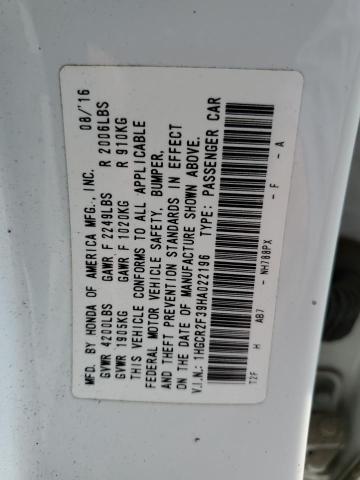 MFD. BY HONDA OF AMERICA MFG., INC. 08/'16
GVWR 4200LBS GAWR F 2249LBS R 2006LBS
GVWR 1905KG GAWR F 1020KG R 910KG
THIS VEHICLE CONFORMS TO ALL APPLICABLE
FEDERAL MOTOR VEHICLE SAFETY, BUMPER,
AND THEFT PREVENTION STANDARDS IN EFFECT
ON THE DATE OF MANUFACTURE SHOWN ABOVE.
V.I.N.: 1HGCR2F39HA022196 TYPE: PASSENGER CAR
T2F H AB7 - NH788PX - F - A